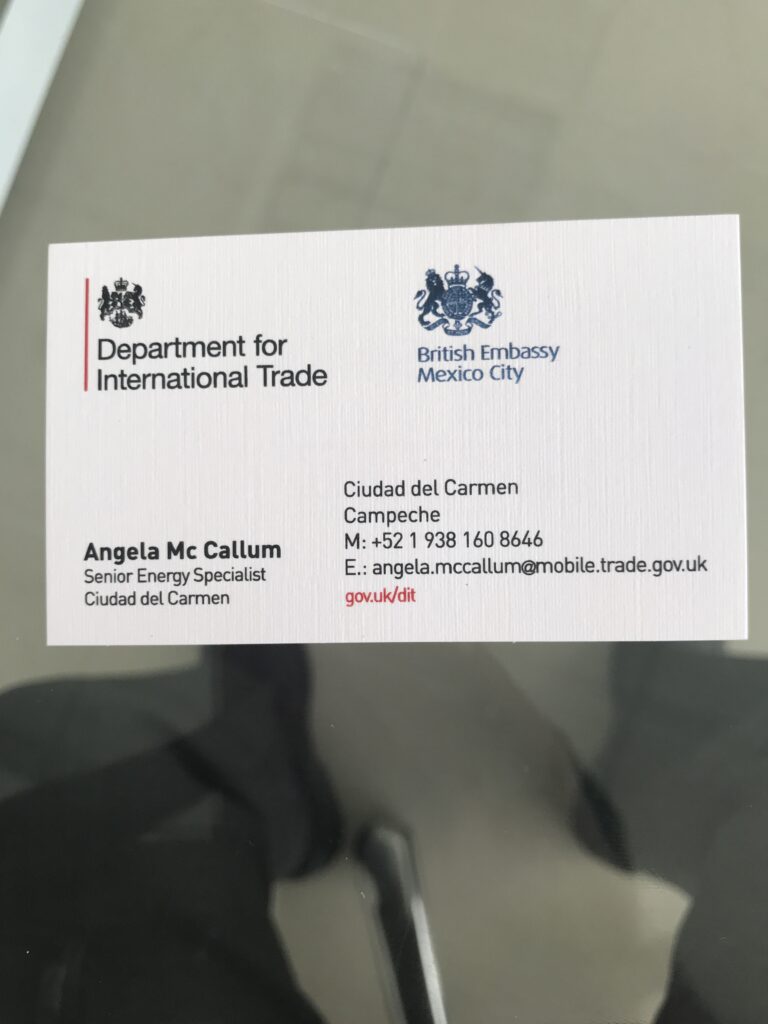 Department for
International Trade
British Embassy
Mexico City
Angela Mc Callum
Senior Energy Specialist
Ciudad del Carmen
Ciudad del Carmen
Campeche
M: +52 1 938 160 8646
E.: angela.mccallum@mobile.trade.gov.uk
gov.uk/dit